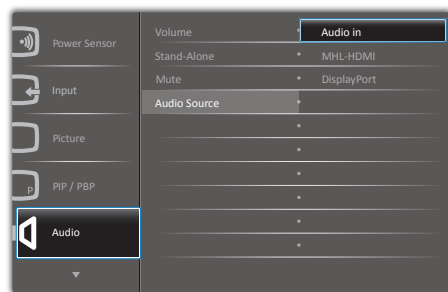 Power Sensor
Input
Picture
P
PIP / PBP
Audio
Volume
Stand-Alone
Mute
Audio Source
Audio in
MHL-HDMI
DisplayPort